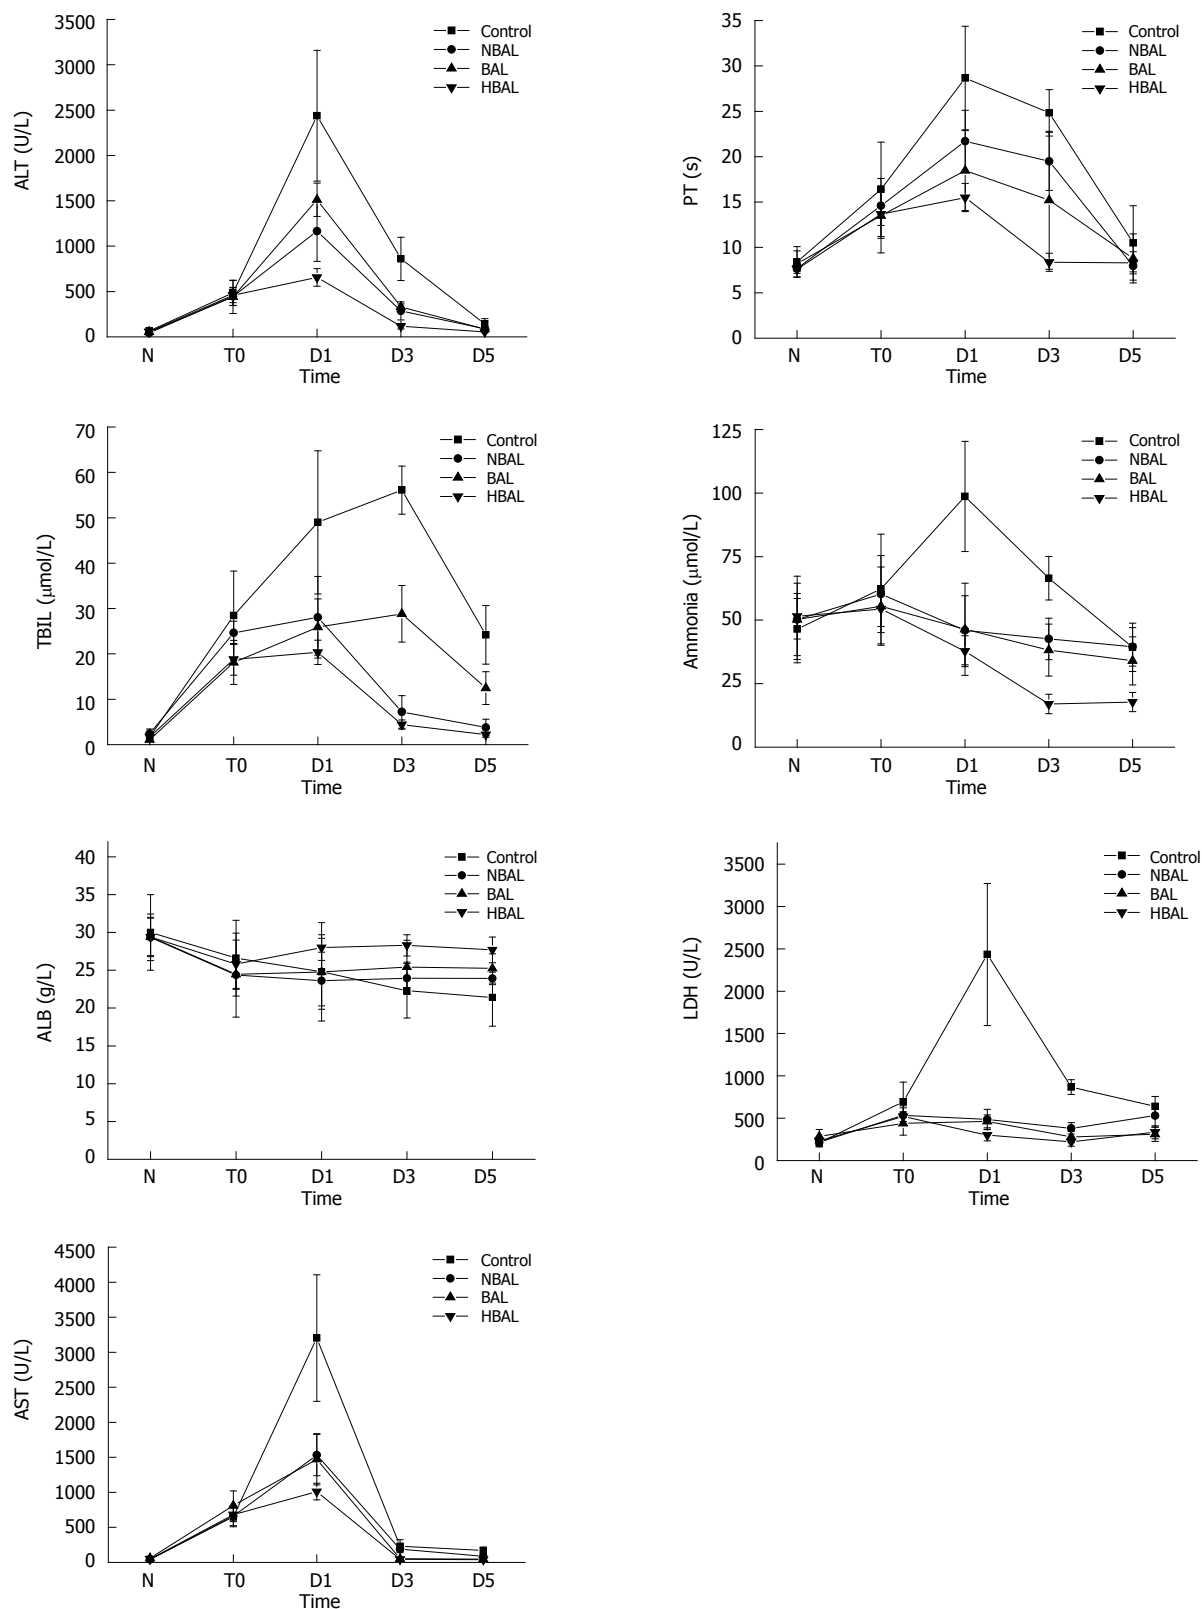 3500
3000
2500
2000
1500
1000
500
0
ALT (U/L)
N T0 D1 D3 D5
Time
Control
NBAL
BAL
HBAL
35
30
25
20
15
10
5
0
PT (s)
N T0 D1 D3 D5
Time
Control
NBAL
BAL
HBAL
70
60
50
40
30
20
10
0
TBIL (μmol/L)
N T0 D1 D3 D5
Time
Control
NBAL
BAL
HBAL
125
100
75
50
25
0
Ammonia (μmol/L)
N T0 D1 D3 D5
Time
Control
NBAL
BAL
HBAL
40
35
30
25
20
15
10
5
0
ALB (g/L)
N T0 D1 D3 D5
Time
Control
NBAL
BAL
HBAL
3500
3000
2500
2000
1500
1000
500
0
LDH (U/L)
N T0 D1 D3 D5
Time
Control
NBAL
BAL
HBAL
4500
4000
3500
3000
2500
2000
1500
1000
500
0
AST (U/L)
N T0 D1 D3 D5
Time
Control
NBAL
BAL
HBAL